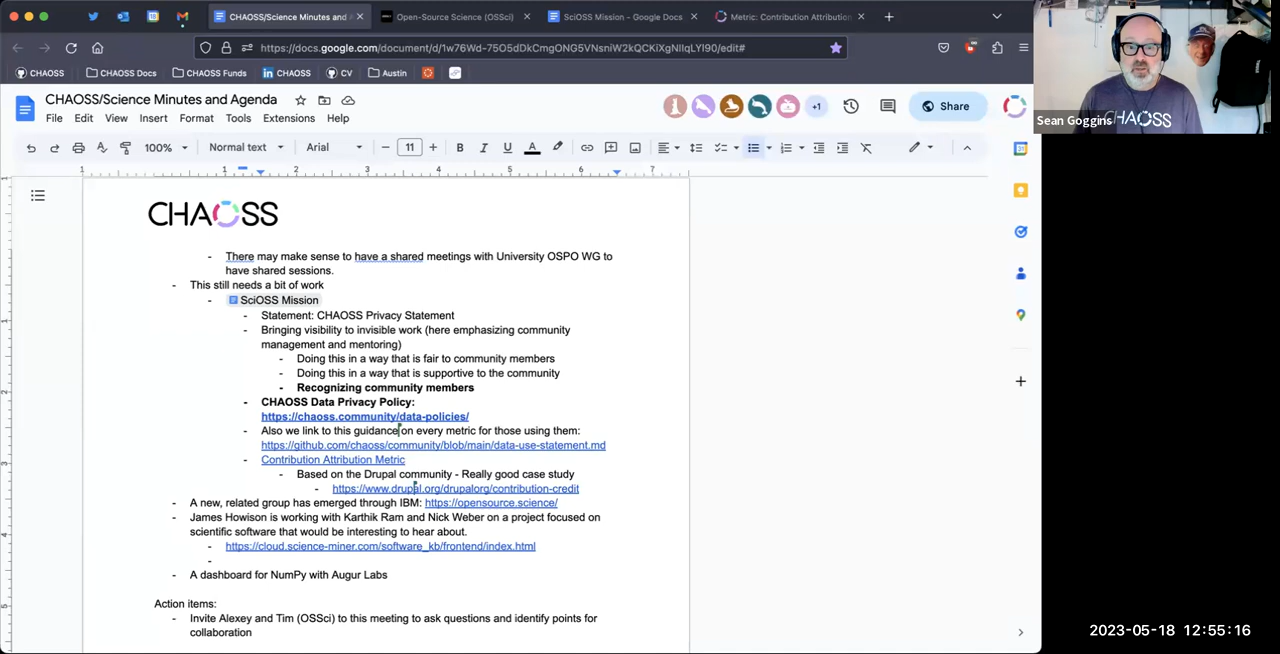 CHAOSS/Science Minutes and A
Open-Source Science (OSSci)
SciOSS Mission - Google Docs
Metric: Contribution Attribution
https://docs.google.com/document/d/1w76Wd-75O5dDkCmgONG5VNsniW2kQCKiXgNIIqLYI90/edit#
CHAOSS
CHAOSS Docs
CHAOSS Funds
CHAOSS
CV
Austin
CHAOSS/Science Minutes and Agenda
File Edit View Insert Format Tools Extensions Help
+1
Share
100% Normal text Arial 11
1 1 2 3 4 5 6 7
CHAOSS
- There may make sense to have a shared meetings with University OSPO WG to
have shared sessions.
- This still needs a bit of work
- SciOSS Mission
- Statement: CHAOSS Privacy Statement
- Bringing visibility to invisible work (here emphasizing community
management and mentoring)
- Doing this in a way that is fair to community members
- Doing this in a way that is supportive to the community
- Recognizing community members
- CHAOSS Data Privacy Policy:
https://chaoss.community/data-policies/
- Also we link to this guidance on every metric for those using them:
https://github.com/chaoss/community/blob/main/data-use-statement.md
- Contribution Attribution Metric
- Based on the Drupal community - Really good case study
- https://www.drupal.org/drupalorg/contribution-credit
- A new, related group has emerged through IBM: https://opensource.science/
- James Howison is working with Karthik Ram and Nick Weber on a project focused on
scientific software that would be interesting to hear about.
- https://cloud.science-miner.com/software_kb/frontend/index.html
-
- A dashboard for NumPy with Augur Labs
Action items:
- Invite Alexey and Tim (OSSci) to this meeting to ask questions and identify points for
collaboration
Sean Goggins
CHAOSS
2023-05-18 12:55:16